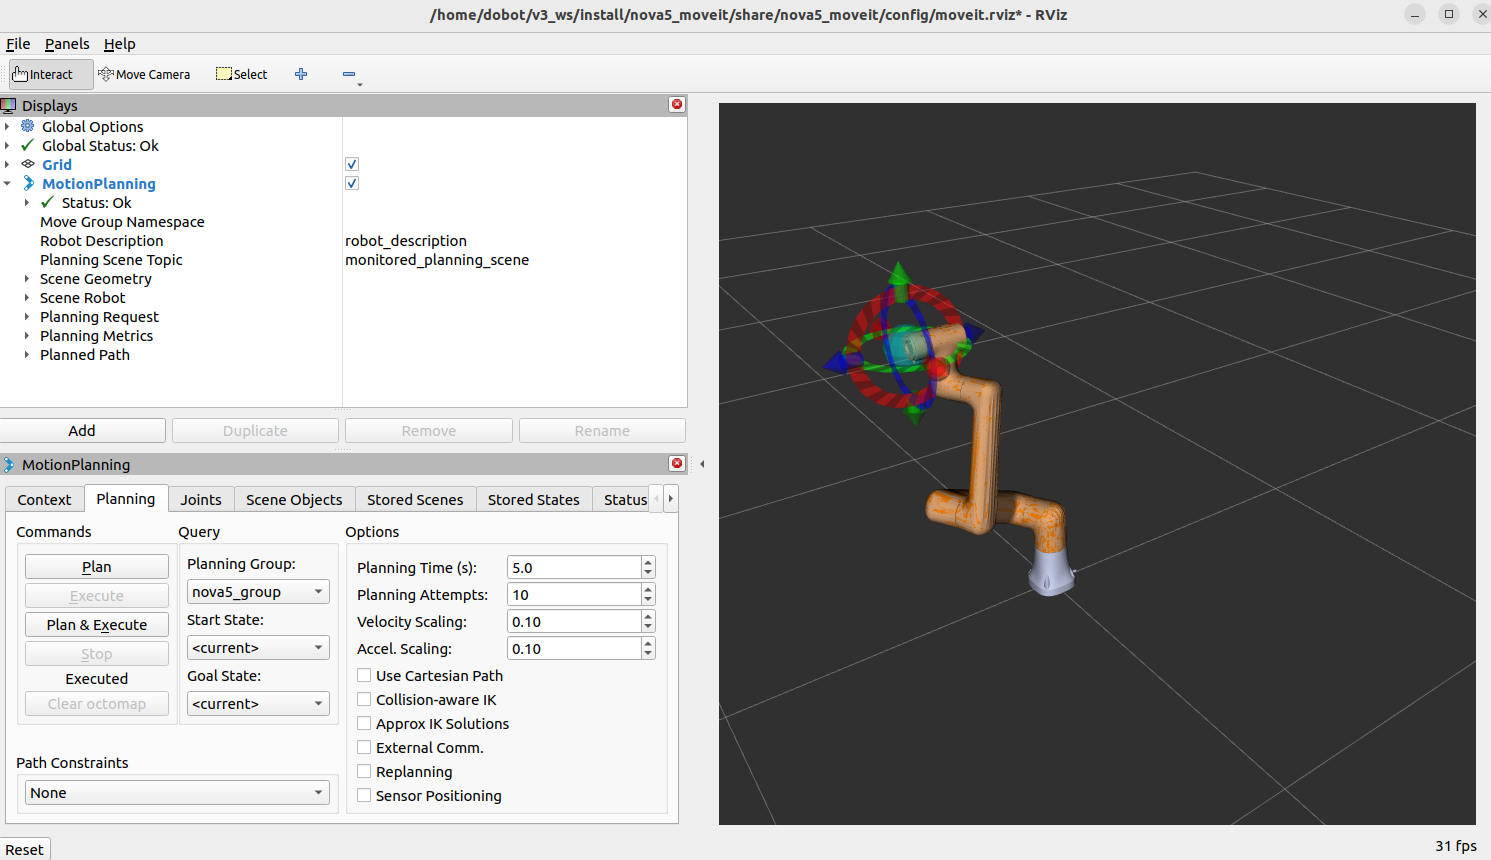 /home/dobot/v3_ws/install/nova5_moveit/share/nova5_moveit/config/moveit.rviz* - RViz
File Panels Help
Interact Move Camera Select
Displays
Global Options
Global Status: Ok
Grid
MotionPlanning
Status: Ok
Move Group Namespace
Robot Description robot_description
Planning Scene Topic monitored_planning_scene
Scene Geometry
Scene Robot
Planning Request
Planning Metrics
Planned Path
Add Duplicate Remove Rename
MotionPlanning
Context Planning Joints Scene Objects Stored Scenes Stored States Status
Commands
Plan
Execute
Plan & Execute
Stop
Executed
Clear octomap
Query
Planning Group:
nova5_group
Start State:
<current>
Goal State:
<current>
Path Constraints
None
Options
Planning Time (s): 5.0
Planning Attempts: 10
Velocity Scaling: 0.10
Accel. Scaling: 0.10
Use Cartesian Path
Collision-aware IK
Approx IK Solutions
External Comm.
Replanning
Sensor Positioning
Reset
31 fps